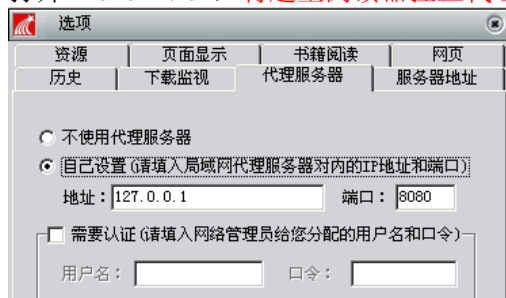 选项
资源 页面显示 书籍阅读 网页
历史 下载监视 代理服务器 服务器地址
不使用代理服务器
自己设置(请填入局域网代理服务器对内的IP地址和端口)
地址: 127.0.0.1 端口: 8080
需要认证(请填入网络管理员给您分配的用户名和口令)
用户名: 口令: